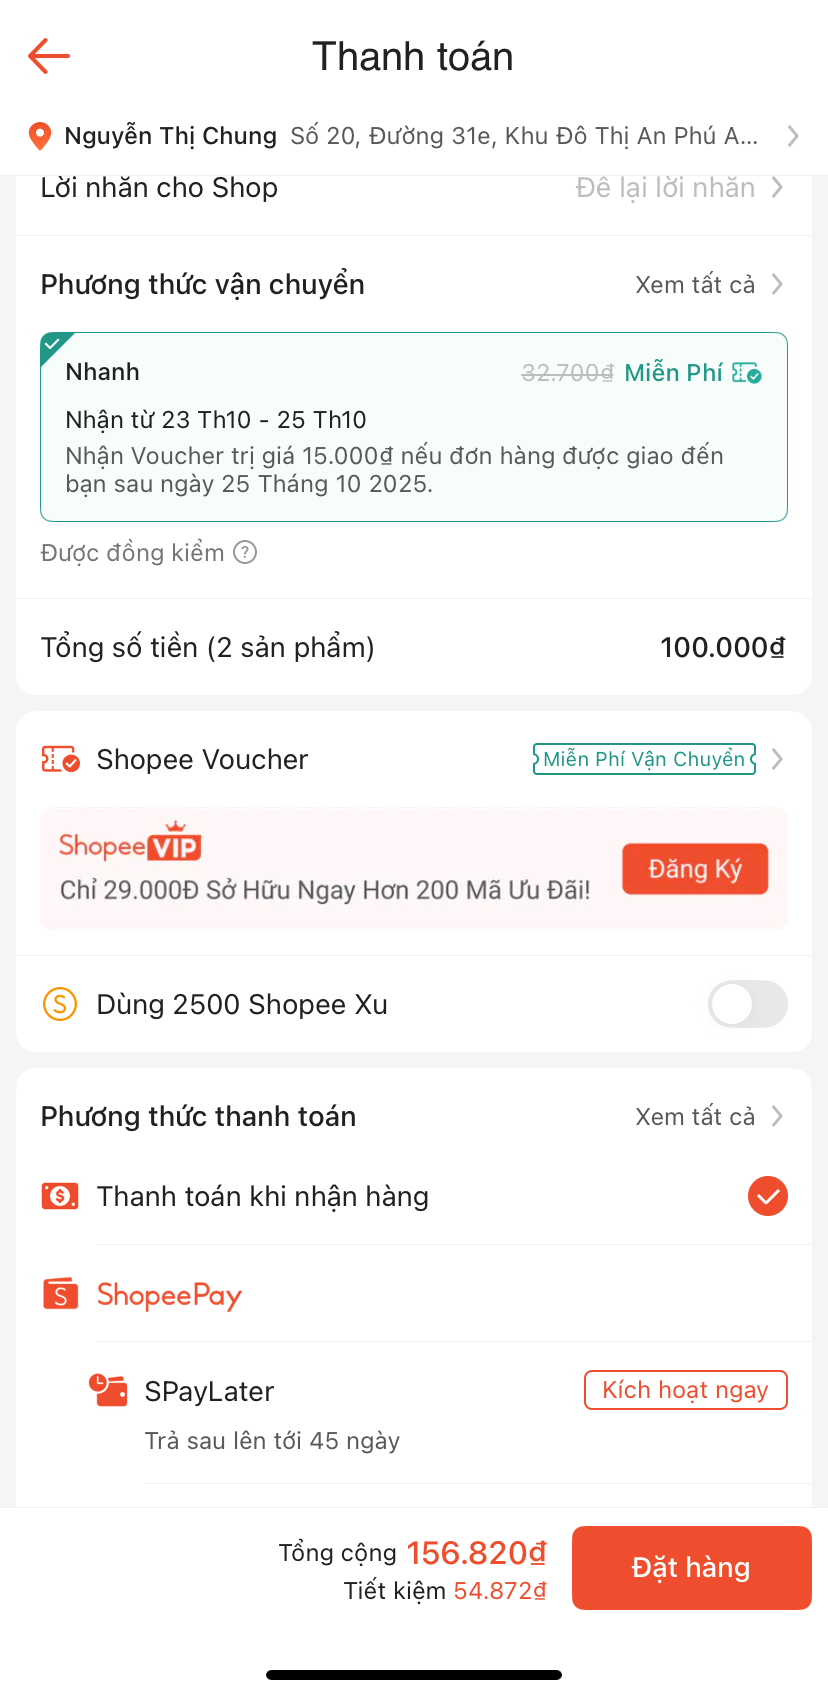 Thanh toán
Nguyễn Thị Chung Số 20, Đường 31e, Khu Đô Thị An Phú A...
Lời nhắn cho Shop Để lại lời nhắn
Phương thức vận chuyển Xem tất cả
Nhanh 32.700₫ Miễn Phí
Nhận từ 23 Th10 - 25 Th10
Nhận Voucher trị giá 15.000₫ nếu đơn hàng được giao đến
bạn sau ngày 25 Tháng 10 2025.
Được đồng kiểm ?
Tổng số tiền (2 sản phẩm) 100.000₫
Shopee Voucher Miễn Phí Vận Chuyển
Shopee VIP
Chỉ 29.000Đ Sở Hữu Ngay Hơn 200 Mã Ưu Đãi! Đăng Ký
S Dùng 2500 Shopee Xu
Phương thức thanh toán Xem tất cả
$ Thanh toán khi nhận hàng
S ShopeePay
SPayLater Kích hoạt ngay
Trả sau lên tới 45 ngày
Tổng cộng 156.820₫ Đặt hàng
Tiết kiệm 54.872₫